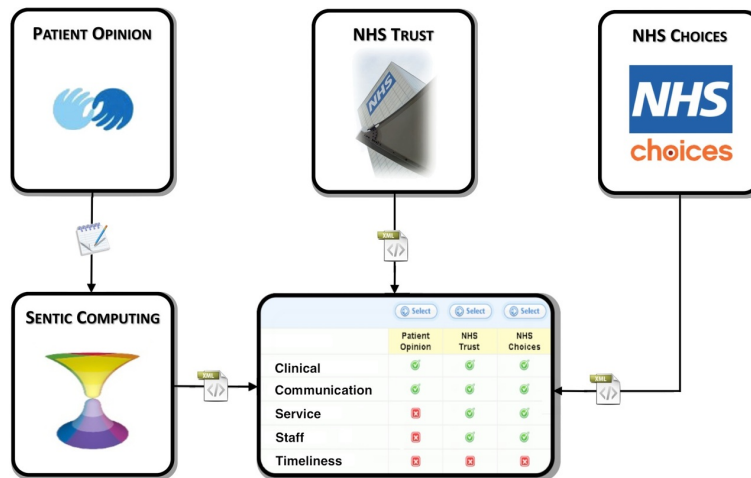 PATIENT OPINION
NHS TRUST
NHS
NHS CHOICES
NHS
choices
XML
SENTIC COMPUTING
XML
Select Select Select
Patient Opinion NHS Trust NHS Choices
Clinical
Communication
Service
Staff
Timeliness
XML